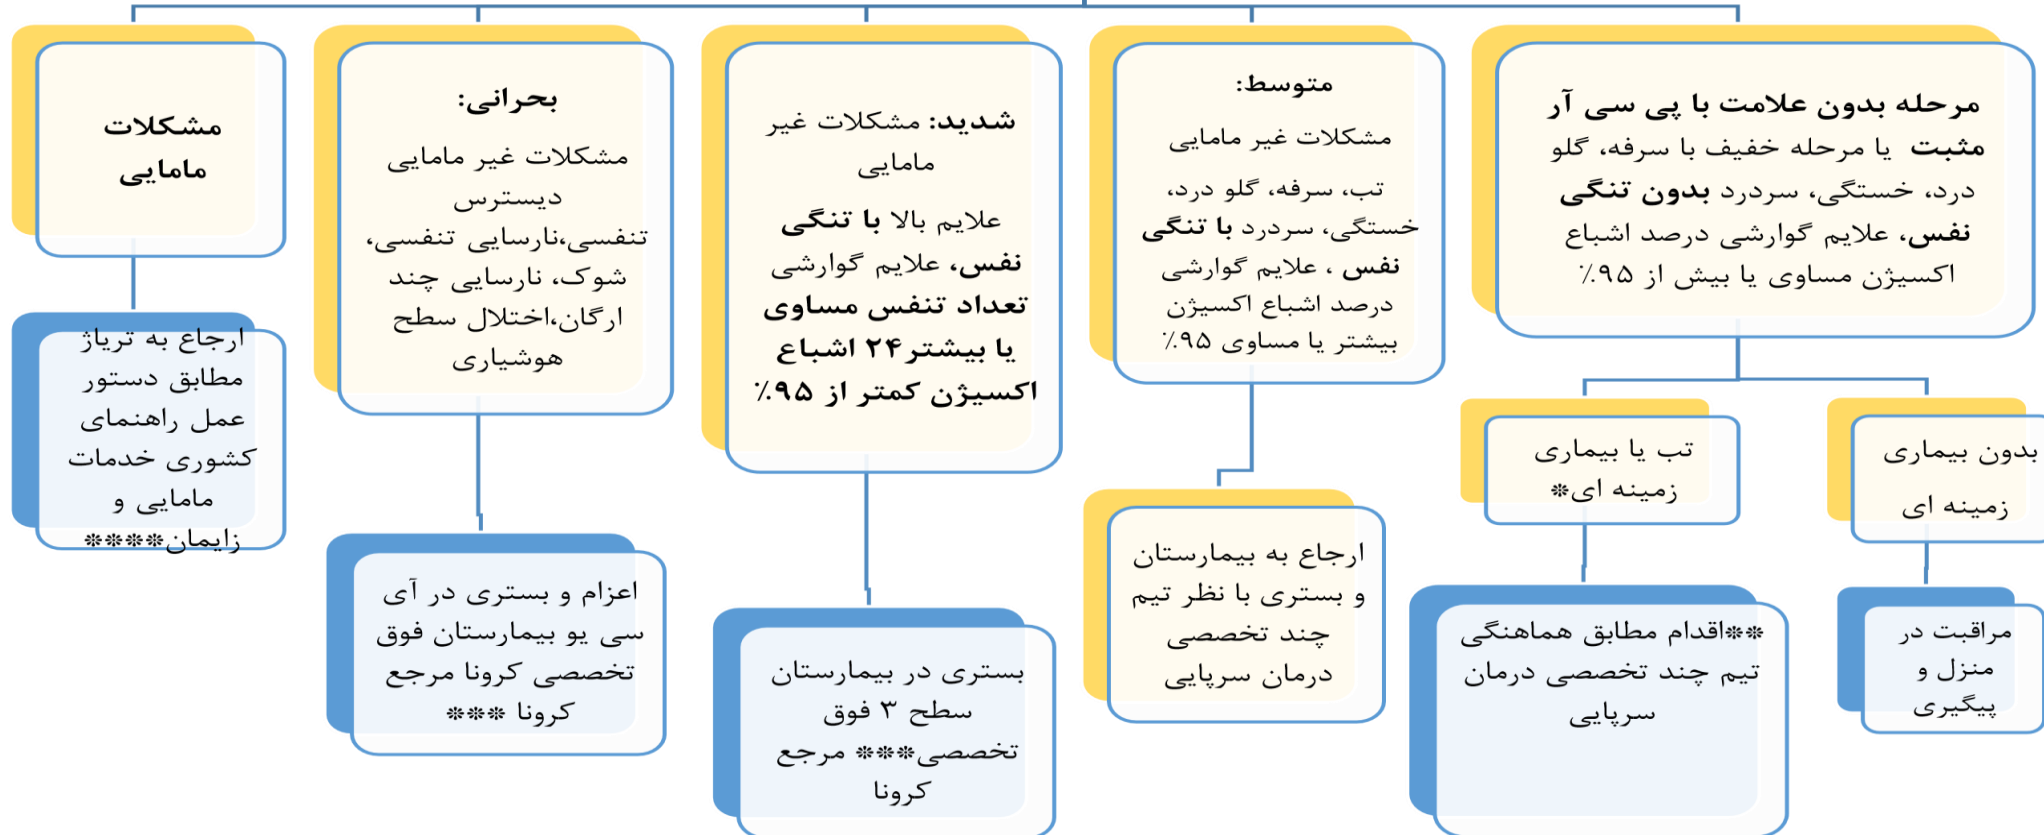 مرحله بدون علامت با پی سی آر
مثبت یا مرحله خفیف با سرفه، گلو
درد، خستگی، سردرد بدون تنگی
نفس، علایم گوارشی درصد اشباع
اکسیژن مساوی یا بیش از ۹۵٪
بدون بیماری
زمینه ای
مراقبت در
منزل و
پیگیری
تب یا بیماری
زمینه ای*
**اقدام مطابق هماهنگی
تیم چند تخصصی درمان
سرپایی
متوسط:
مشکلات غیر مامایی
تب، سرفه، گلو درد،
خستگی، سردرد با تنگی
نفس ، علایم گوارشی
درصد اشباع اکسیژن
بیشتر یا مساوی ۹۵٪
ارجاع به بیمارستان
و بستری با نظر تیم
چند تخصصی
درمان سرپایی
شدید: مشکلات غیر
مامایی
علایم بالا با تنگی
نفس، علایم گوارشی
تعداد تنفس مساوی
یا بیشتر۲۴ اشباع
اکسیژن کمتر از ۹۵٪
بستری در بیمارستان
سطح ۳ فوق
تخصصی*** مرجع
کرونا
بحرانی:
مشکلات غیر مامایی
دیسترس
تنفسی،نارسایی تنفسی،
شوک، نارسایی چند
ارگان،اختلال سطح
هوشیاری
اعزام و بستری در آی
سی یو بیمارستان فوق
تخصصی کرونا مرجع
کرونا ***
مشکلات
مامایی
ارجاع به تریاژ
مطابق دستور
عمل راهنمای
کشوری خدمات
مامایی و
زایمان****